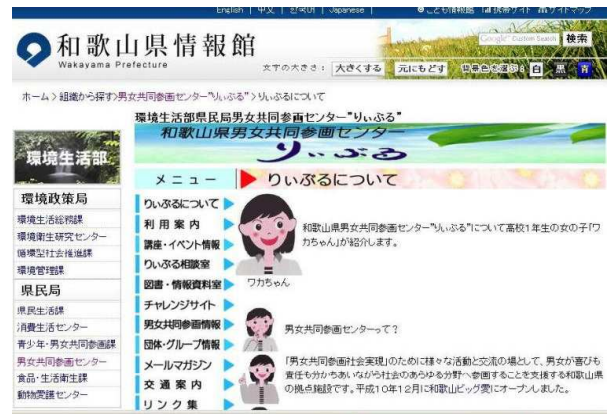 English | 中文 | 한국어 | Japanese |
こども情報館 携帯サイト サイトマップ
和歌山県情報館
Wakayama Prefecture
Google Custom Search 検索
文字の大きさ: 大きくする 元にもどす 背景色を選ぶ: 白 黒 青
ホーム > 組織から探す > 男女共同参画センター"りぃぶる" > りぃぶるについて
環境生活部県民局男女共同参画センター"りぃぶる"
和歌山県男女共同参画センター
りぃぶる
環境生活部
メニュー
りぃぶるについて
環境政策局
環境生活総務課
環境衛生研究センター
循環型社会推進課
環境管理課
県民局
県民生活課
消費生活センター
青少年・男女共同参画課
男女共同参画センター
食品・生活衛生課
動物愛護センター
りぃぶるについて
利用案内
講座・イベント情報
りぃぶる相談室
図書・情報資料室
チャレンジサイト
男女共同参画情報
団体・グループ情報
メールマガジン
交通案内
リンク集
和歌山県男女共同参画センター"りぃぶる"について高校1年生の女の子「ワ
カちゃん」が紹介します。
ワカちゃん
男女共同参画センターって?
「男女共同参画社会実現」のために様々な活動と交流の場として、男女が喜びも
責任も分かちあいながら社会のあらゆる分野へ参画することを支援する和歌山県
の拠点施設です。平成10年12月に和歌山ビッグ愛にオープンしました。